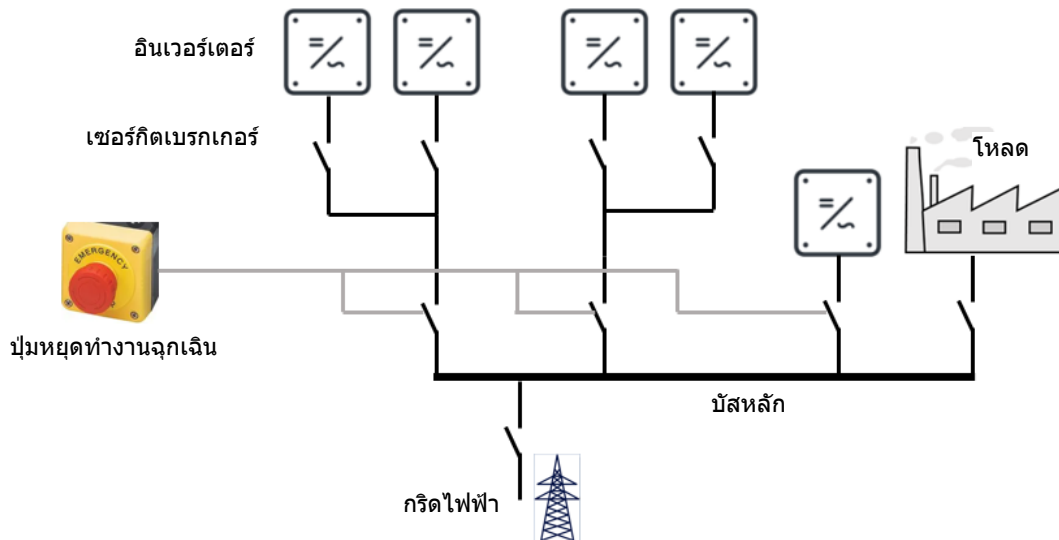 อินเวอร์เตอร์
เซอร์กิตเบรกเกอร์
โหลด
EMERGENCY
ปุ่มหยุดทำงานฉุกเฉิน
บัสหลัก
กริดไฟฟ้า